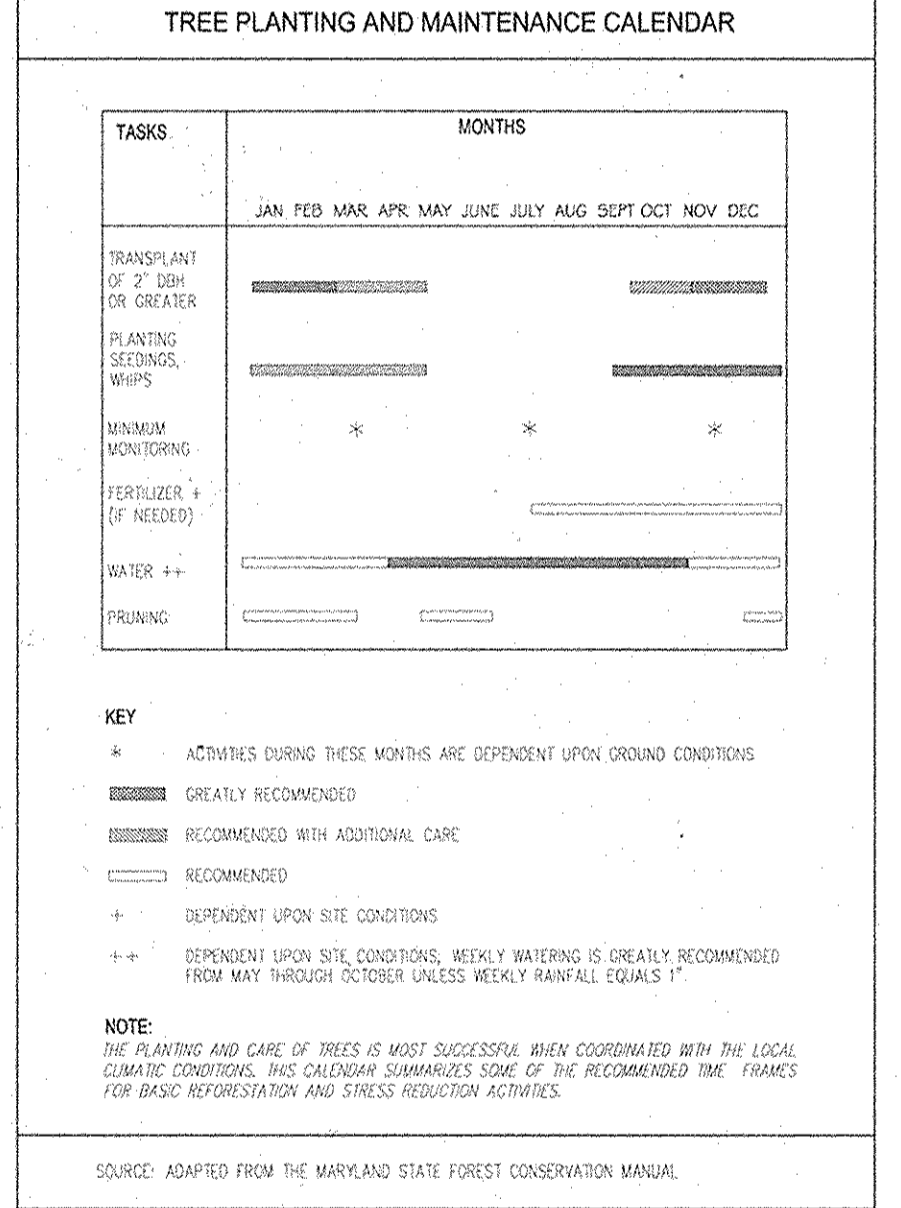 TREE PLANTING AND MAINTENANCE CALENDAR
TASKS
MONTHS
JAN FEB MAR APR MAY JUNE JULY AUG SEPT OCT NOV DEC
TRANSPLANT
OF 2" DBH
OR GREATER
PLANTING
SEEDINGS,
WHIPS
MINIMUM
MONITORING
* * *
FERTILIZER +
(IF NEEDED)
WATER ++
PRUNING
KEY
* ACTIVITIES DURING THESE MONTHS ARE DEPENDENT UPON GROUND CONDITIONS
GREATLY RECOMMENDED
RECOMMENDED WITH ADDITIONAL CARE
RECOMMENDED
+ DEPENDENT UPON SITE CONDITIONS
++ DEPENDENT UPON SITE CONDITIONS; WEEKLY WATERING IS GREATLY RECOMMENDED
FROM MAY THROUGH OCTOBER UNLESS WEEKLY RAINFALL EQUALS 1".
NOTE:
THE PLANTING AND CARE OF TREES IS MOST SUCCESSFUL WHEN COORDINATED WITH THE LOCAL
CLIMATIC CONDITIONS. THIS CALENDAR SUMMARIZES SOME OF THE RECOMMENDED TIME FRAMES
FOR BASIC REFORESTATION AND STRESS REDUCTION ACTIVITIES.
SOURCE: ADAPTED FROM THE MARYLAND STATE FOREST CONSERVATION MANUAL